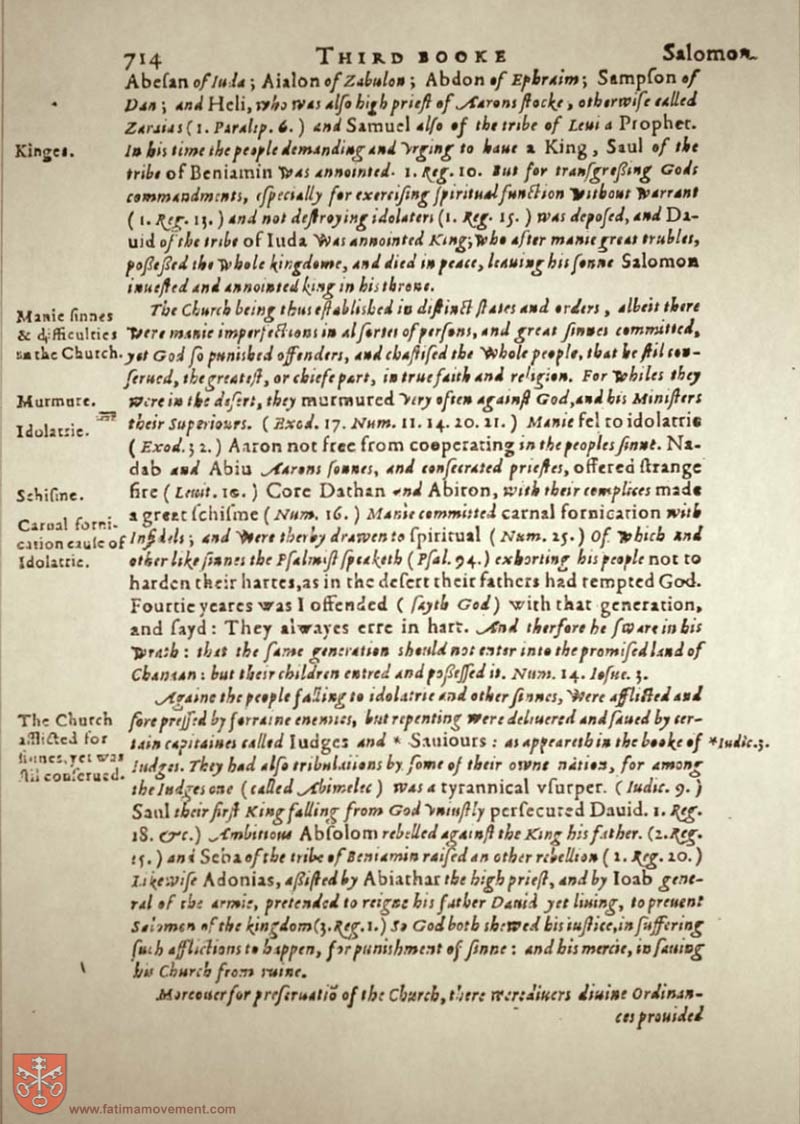 714 THIRD BOOKE Salomon
Abesan of Iuda; Aialon of Zabulon; Abdon of Ephraim; Sampſon of
Dan; and Heli, who was alſo high prieſt of Aarons ſtocke, otherwiſe called
Zaraias (1. Paralip. 6.) and Samuel alſo of the tribe of Leui a Prophet.
Kinges.
In his time the people demanding and vrging to haue a King, Saul of the
tribe of Beniamin was annointed. 1. Reg. 10. But for tranſgreßing Gods
commandments, eſpecially for exerciſing ſpiritual function without warrant
(1. Reg. 13.) and not deſtroying idolaters (1. Reg. 15.) was depoſed, and Da-
uid of the tribe of Iuda was annointed King; who after manie great trubles,
poßeßed the whole kingdome, and died in peace, leauing his ſonne Salomon
inueſted and annointed king in his throne.
Manie ſinnes
& difficulties
in the Church.
The Church being thus eſtabliſhed in diſtinct ſtates and orders, albeit there
were manie imperfections in al ſortes of perſons, and great ſinnes committed,
yet God ſo puniſhed offenders, and chaſtiſed the whole people, that he ſtil con-
ſerued, the greateſt, or chiefe part, in true faith and religion. For whiles they
Murmure.
were in the deſert, they murmured very often againſt God, and his Miniſters
Idolatrie.
their Superiours. (Exod. 17. Num. 11. 14. 20. 21.) Manie fel to idolatrie
(Exod. 32.) Aaron not free from cooperating in the peoples ſinne. Na-
dab and Abiu Aarons ſonnes, and conſecrated prieſtes, offered ſtrange
Schiſme.
fire (Leuit. 10.) Core Dathan and Abiron, with their complices made
Carnal forni-
cation cauſe of
Idolatrie.
a great ſchiſme (Num. 16.) Manie committed carnal fornication with
Infidels; and were therby drawen to ſpiritual (Num. 25.) Of which and
other like ſinnes the Pſalmiſt ſpeaketh (Pſal. 94.) exhorting his people not to
harden their hartes, as in the deſert their fathers had tempted God.
Fourtie yeares was I offended (ſayth God) with that generation,
and ſayd: They alwayes erre in hart. And therfore he ſware in his
wrath: that the ſame generation should not enter into the promiſed land of
Chanaan: but their children entred and poßeſſed it. Num. 14. Ioſue. 3.
Againe the people falling to idolatrie and other ſinnes, were afflicted and
The Church
afflicted for
ſinnes, yet was
ſtil conſerued.
ſore preſſed by forraine enemies, but repenting were deliuered and ſaued by cer-
tain capitaines called Iudges and * Sauiours: as appeareth in the booke of
*Iudic. 3.
Iudges. They had alſo tribulations by ſome of their owne nation, for among
the Iudges one (called Abimelec) was a tyrannical vſurper. (Iudic. 9.)
Saul their firſt King falling from God vniuſtly perſecuted Dauid. 1. Reg.
18. &c.) Ambitious Abſolom rebelled againſt the King his father. (2. Reg.
15.) and Seba of the tribe of Beniamin raiſed an other rebellion (2. Reg. 20.)
Likewiſe Adonias, aßiſted by Abiathar the high prieſt, and by Ioab gene-
ral of the armie, pretended to reigne his father Dauid yet liuing, to preuent
Salomon of the kingdom (3. Reg. 1.) So God both shewed his iuſtice, in ſuffering
ſuch afflictions to happen, for punishment of ſinne: and his mercie, in ſauing
his Church from ruine.
Moreouer for preſeruatiō of the Church, there were diuers diuine Ordinan-
ces prouided
www.fatimamovement.com